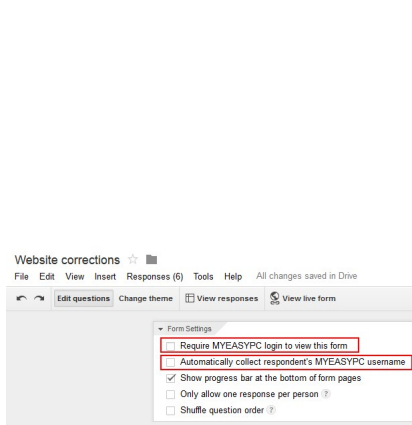 Website corrections
File Edit View Insert Responses (6) Tools Help All changes saved in Drive
Edit questions Change theme View responses View live form
Form Settings
Require MYEASYPC login to view this form
Automatically collect respondent's MYEASYPC username
Show progress bar at the bottom of form pages
Only allow one response per person ?
Shuffle question order ?